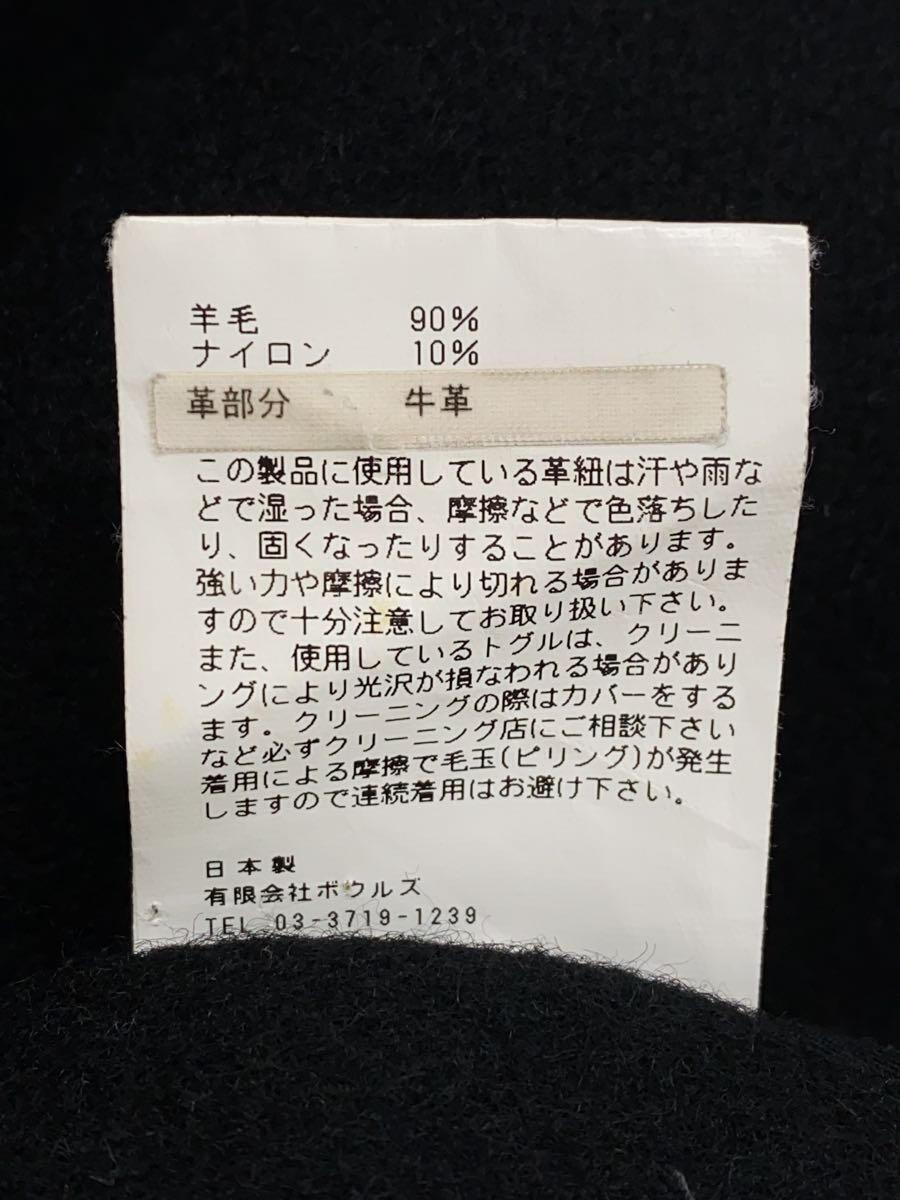 羊毛 90%
ナイロン 10%
革部分 牛革
この製品に使用している革紐は汗や雨な
どで湿った場合、摩擦などで色落ちした
り、固くなったりすることがあります。
強い力や摩擦により切れる場合がありま
すので十分注意してお取り扱い下さい。
また、使用しているトグルは、クリーニ
ングにより光沢が損なわれる場合があり
ます。クリーニングの際はカバーをする
など必ずクリーニング店にご相談下さい
着用による摩擦で毛玉(ピリング)が発生
しますので連続着用はお避け下さい。
日本製
有限会社ボウルズ
TEL 03-3719-1239